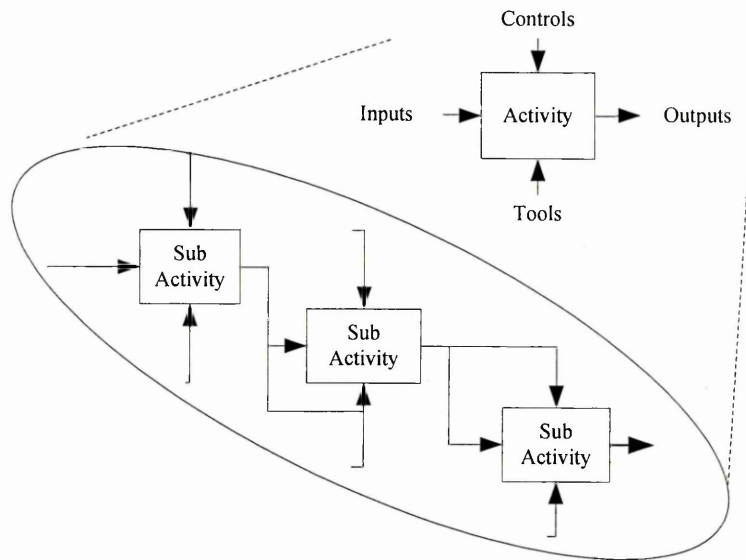 Controls
Inputs
Activity
Outputs
Tools
Sub
Activity
Sub
Activity
Sub
Activity